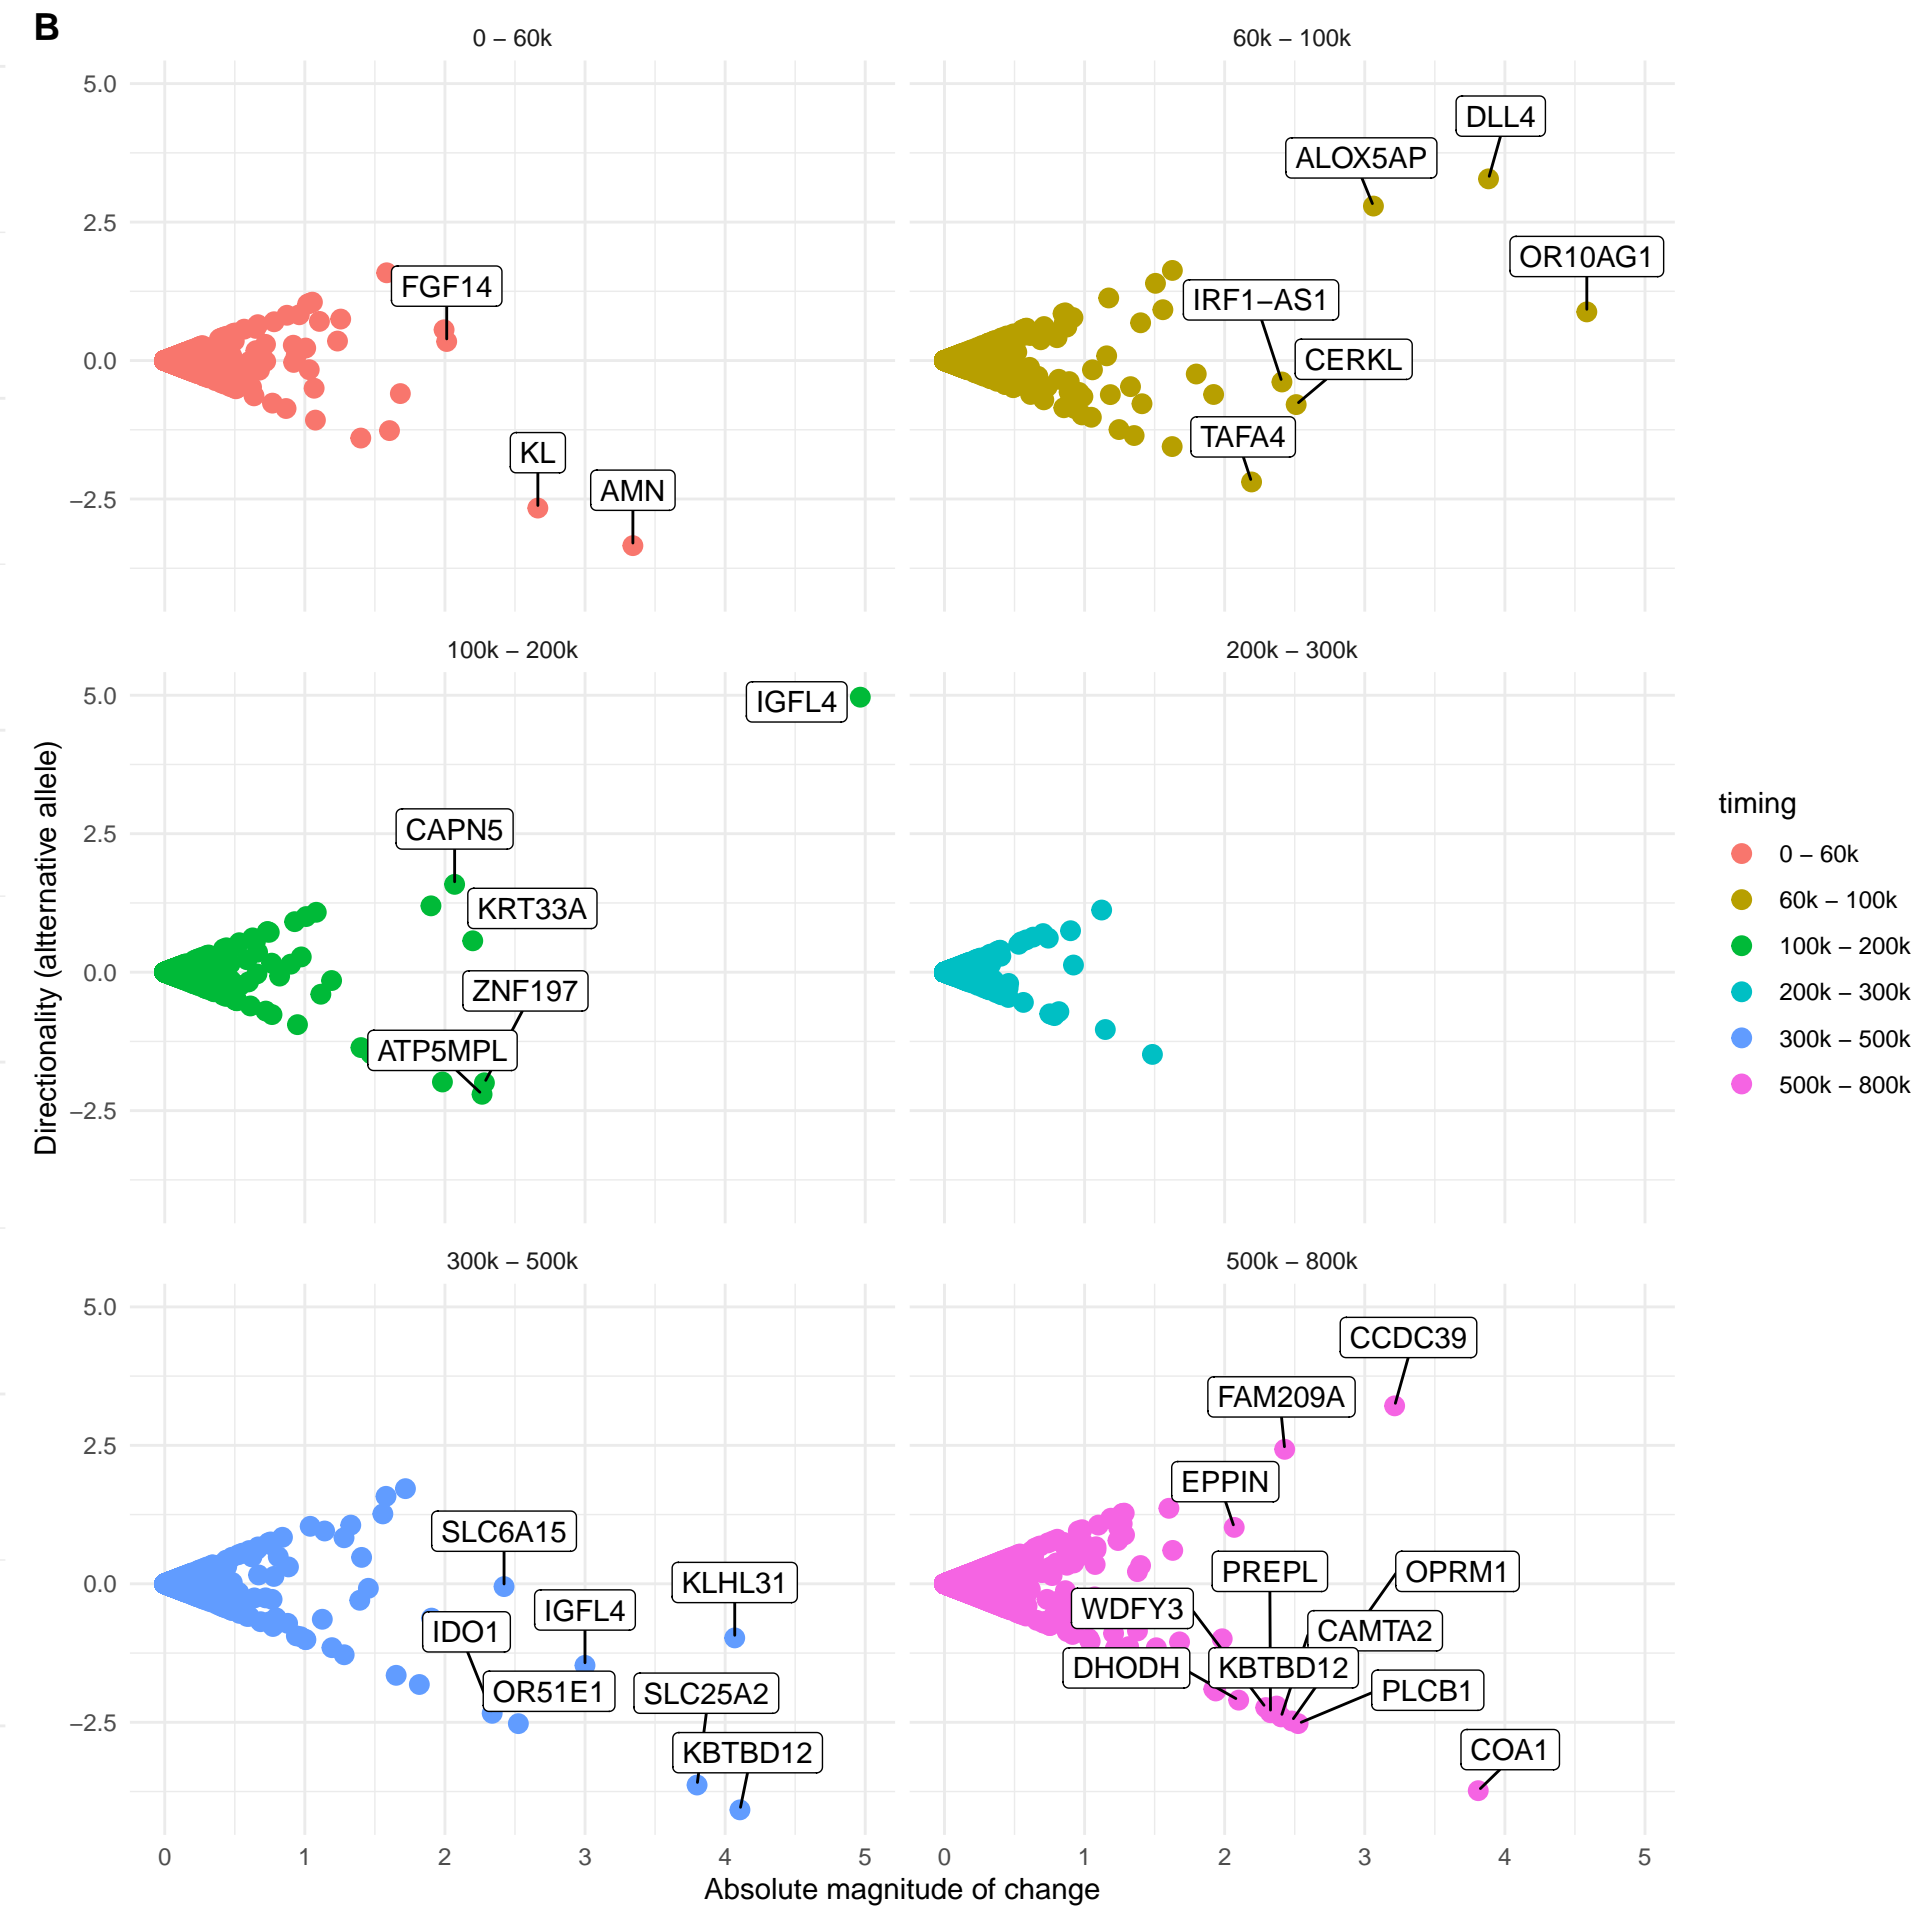 B
0 – 60k
60k – 100k
5.0
2.5
0.0
−2.5
FGF14
KL
AMN
DLL4
ALOX5AP
OR10AG1
IRF1−AS1
CERKL
TAFA4
100k – 200k
200k – 300k
5.0
2.5
0.0
−2.5
IGFL4
CAPN5
KRT33A
ZNF197
ATP5MPL
Directionality (altternative allele)
300k – 500k
500k – 800k
5.0
2.5
0.0
−2.5
SLC6A15
KLHL31
IGFL4
IDO1
OR51E1
SLC25A2
KBTBD12
CCDC39
FAM209A
EPPIN
PREPL
OPRM1
WDFY3
CAMTA2
DHODH
KBTBD12
PLCB1
COA1
0 1 2 3 4 5
0 1 2 3 4 5
Absolute magnitude of change
timing
0 – 60k
60k – 100k
100k – 200k
200k – 300k
300k – 500k
500k – 800k